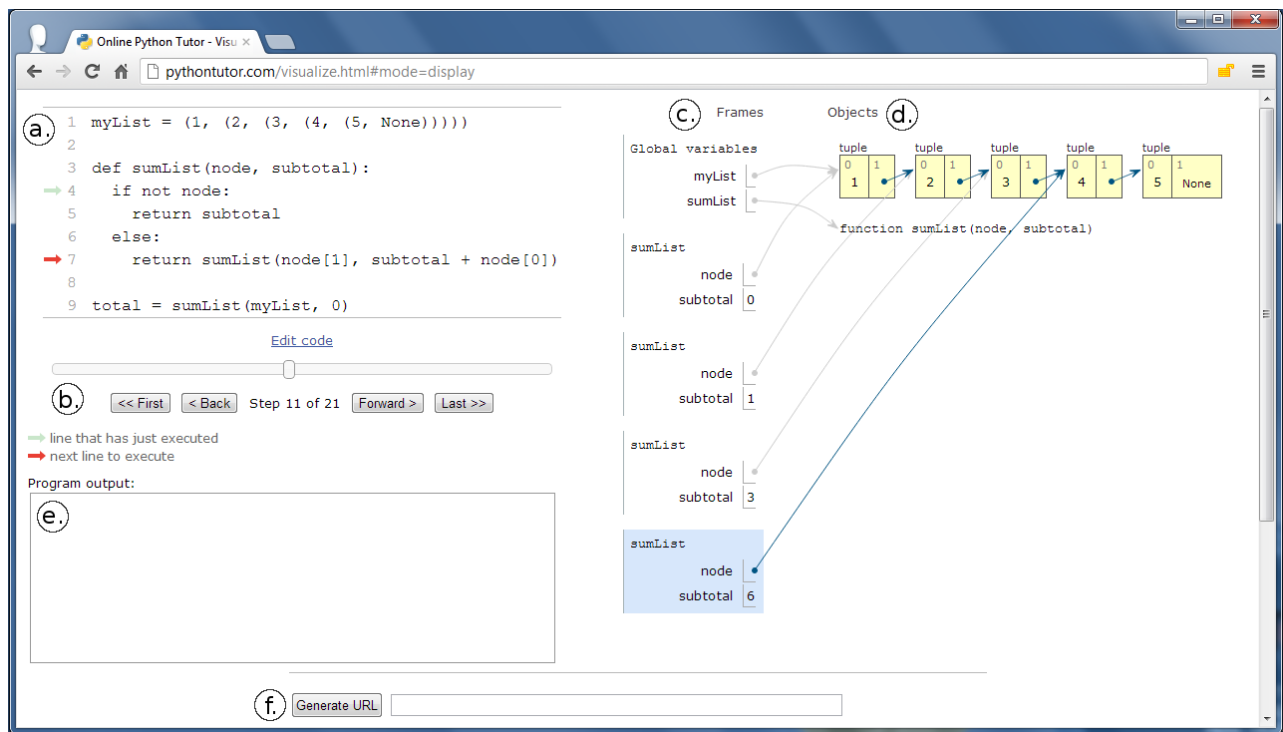 Online Python Tutor - Visu
pythontutor.com/visualize.html#mode=display
a.
1 myList = (1, (2, (3, (4, (5, None)))))
2
3 def sumList(node, subtotal):
4 if not node:
5 return subtotal
6 else:
7 return sumList(node[1], subtotal + node[0])
8
9 total = sumList(myList, 0)
Edit code
b.
<< First < Back Step 11 of 21 Forward > Last >>
line that has just executed
next line to execute
Program output:
e.
c. Frames Objects d.
Global variables
myList
sumList
tuple tuple tuple tuple tuple
0 1 0 1 0 1 0 1 0 1
1 2 3 4 5 None
function sumList(node, subtotal)
sumList
node
subtotal 0
sumList
node
subtotal 1
sumList
node
subtotal 3
sumList
node
subtotal 6
f. Generate URL